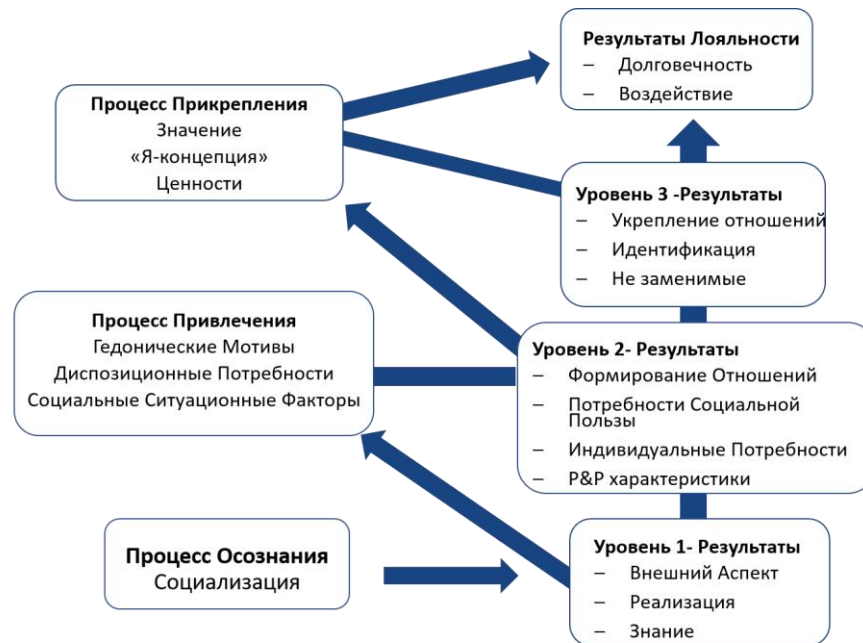 Результаты Лояльности
– Долговечность
– Воздействие
Процесс Прикрепления
Значение
«Я-концепция»
Ценности
Уровень 3 -Результаты
– Укрепление отношений
– Идентификация
– Не заменимые
Процесс Привлечения
Гедонические Мотивы
Диспозиционные Потребности
Социальные Ситуационные Факторы
Уровень 2- Результаты
– Формирование Отношений
– Потребности Социальной
Пользы
– Индивидуальные Потребности
– P&P характеристики
Процесс Осознания
Социализация
Уровень 1- Результаты
– Внешний Аспект
– Реализация
– Знание